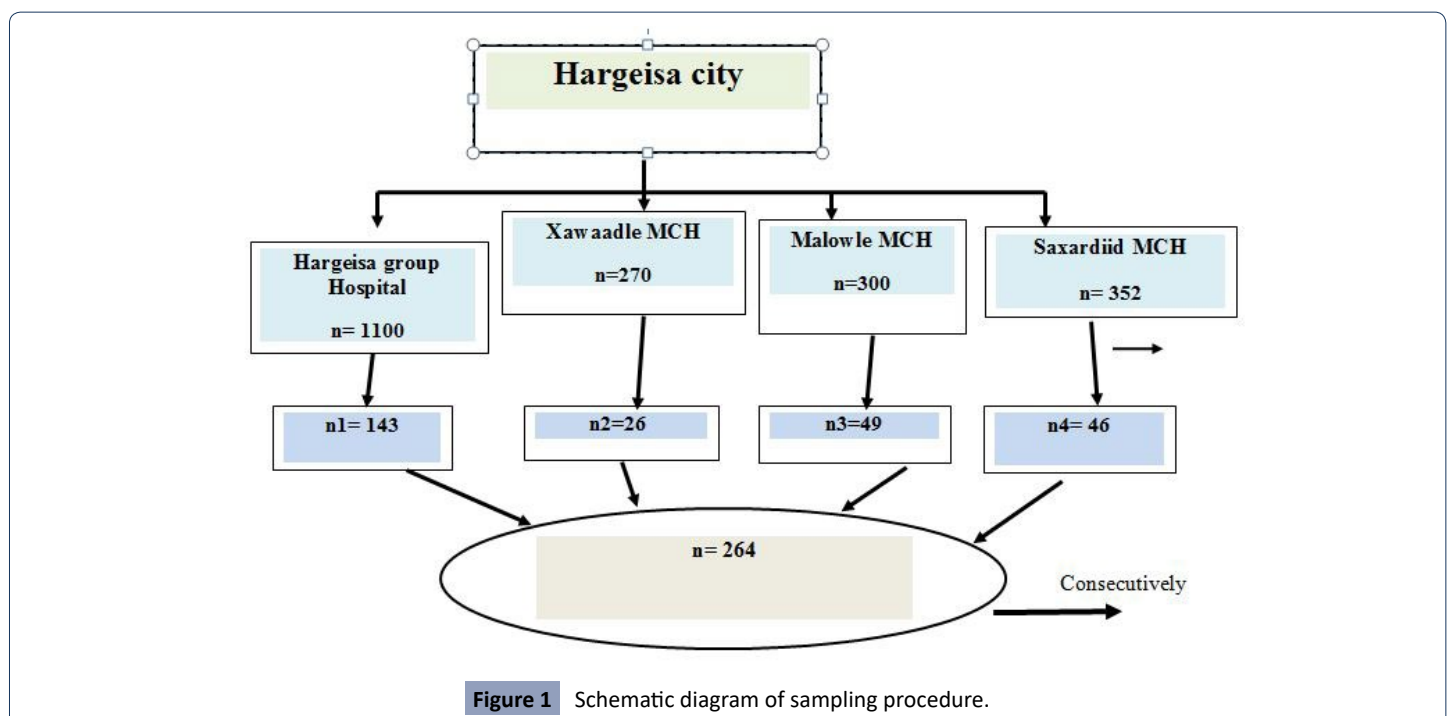 Hargeisa city
Hargeisa group
Hospital
n= 1100
Xawaadle MCH
n=270
Malowle MCH
n=300
Saxardiid MCH
n= 352
n1= 143
n2=26
n3=49
n4= 46
n= 264
Consecutively
Figure 1 Schematic diagram of sampling procedure.